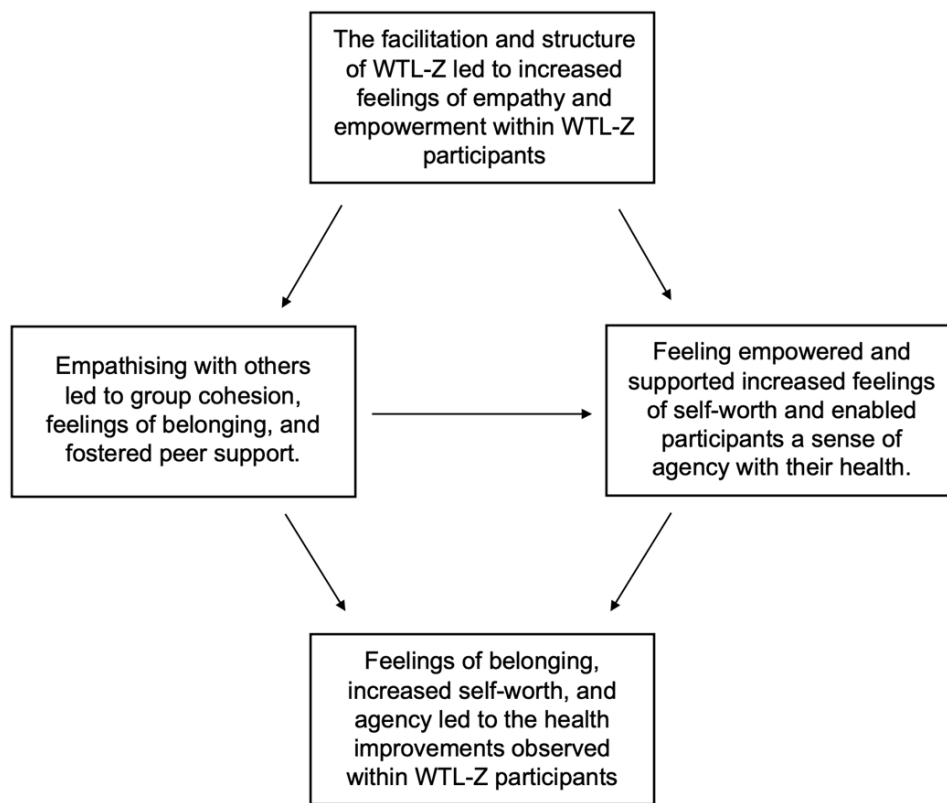 The facilitation and structure
of WTL-Z led to increased
feelings of empathy and
empowerment within WTL-Z
participants
Empathising with others
led to group cohesion,
feelings of belonging, and
fostered peer support.
Feeling empowered and
supported increased feelings
of self-worth and enabled
participants a sense of
agency with their health.
Feelings of belonging,
increased self-worth, and
agency led to the health
improvements observed
within WTL-Z participants